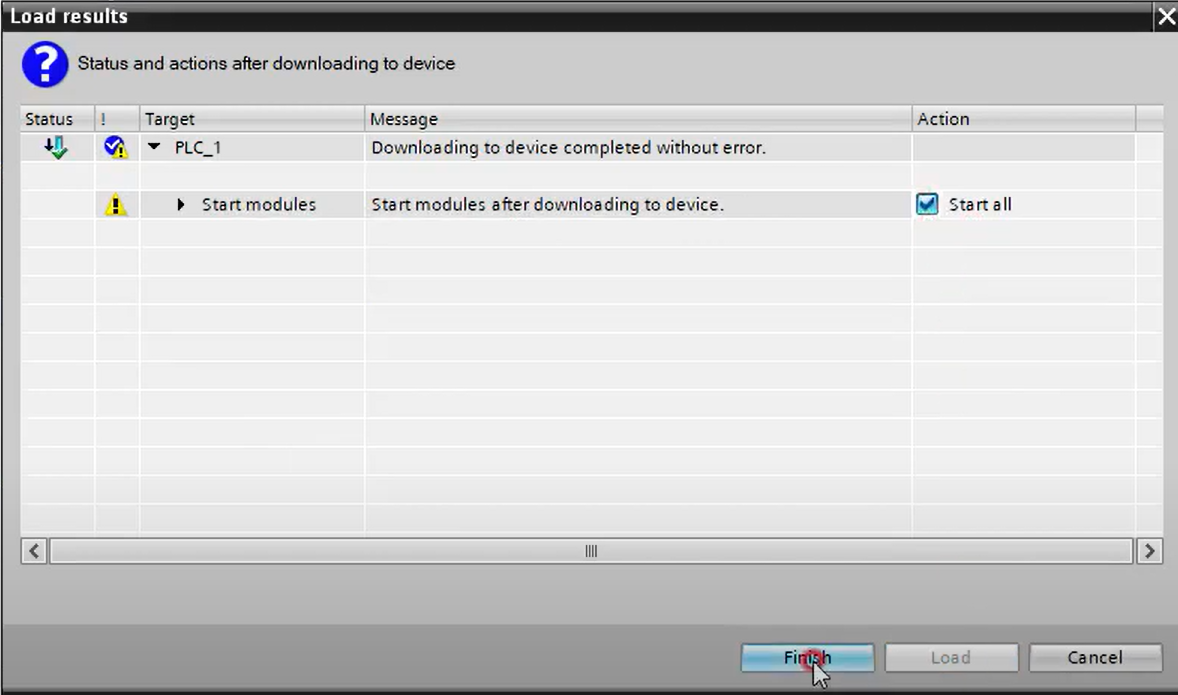 Load results
Status and actions after downloading to device
Status ! Target Message Action
PLC_1 Downloading to device completed without error.
Start modules Start modules after downloading to device. Start all
Finish Load Cancel